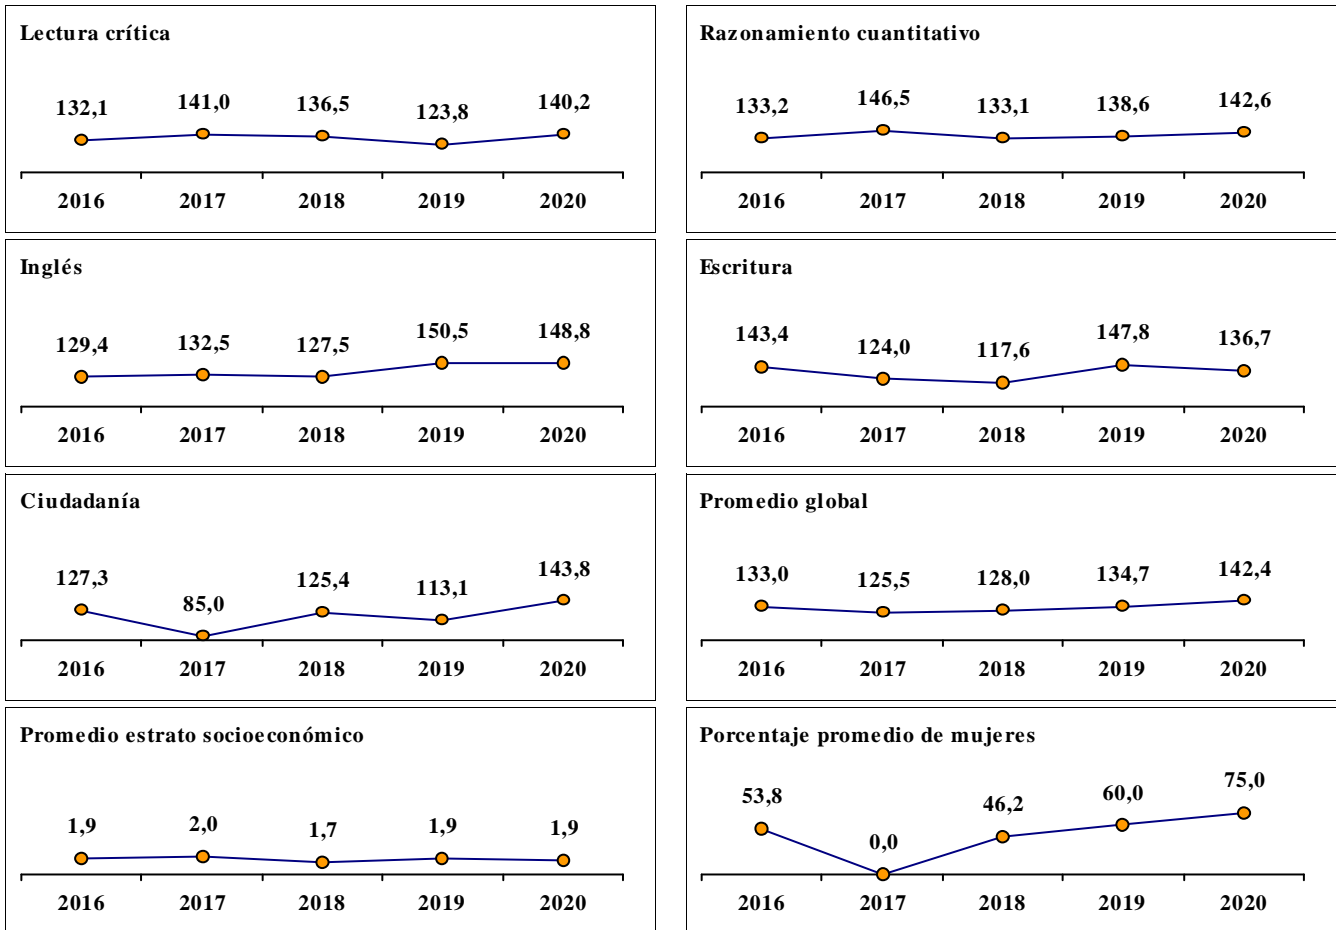 Lectura crítica
132,1 141,0 136,5 123,8 140,2
2016 2017 2018 2019 2020
Razonamiento cuantitativo
133,2 146,5 133,1 138,6 142,6
2016 2017 2018 2019 2020
Inglés
129,4 132,5 127,5 150,5 148,8
2016 2017 2018 2019 2020
Escritura
143,4 124,0 117,6 147,8 136,7
2016 2017 2018 2019 2020
Ciudadanía
127,3 85,0 125,4 113,1 143,8
2016 2017 2018 2019 2020
Promedio global
133,0 125,5 128,0 134,7 142,4
2016 2017 2018 2019 2020
Promedio estrato socioeconómico
1,9 2,0 1,7 1,9 1,9
2016 2017 2018 2019 2020
Porcentaje promedio de mujeres
53,8 0,0 46,2 60,0 75,0
2016 2017 2018 2019 2020